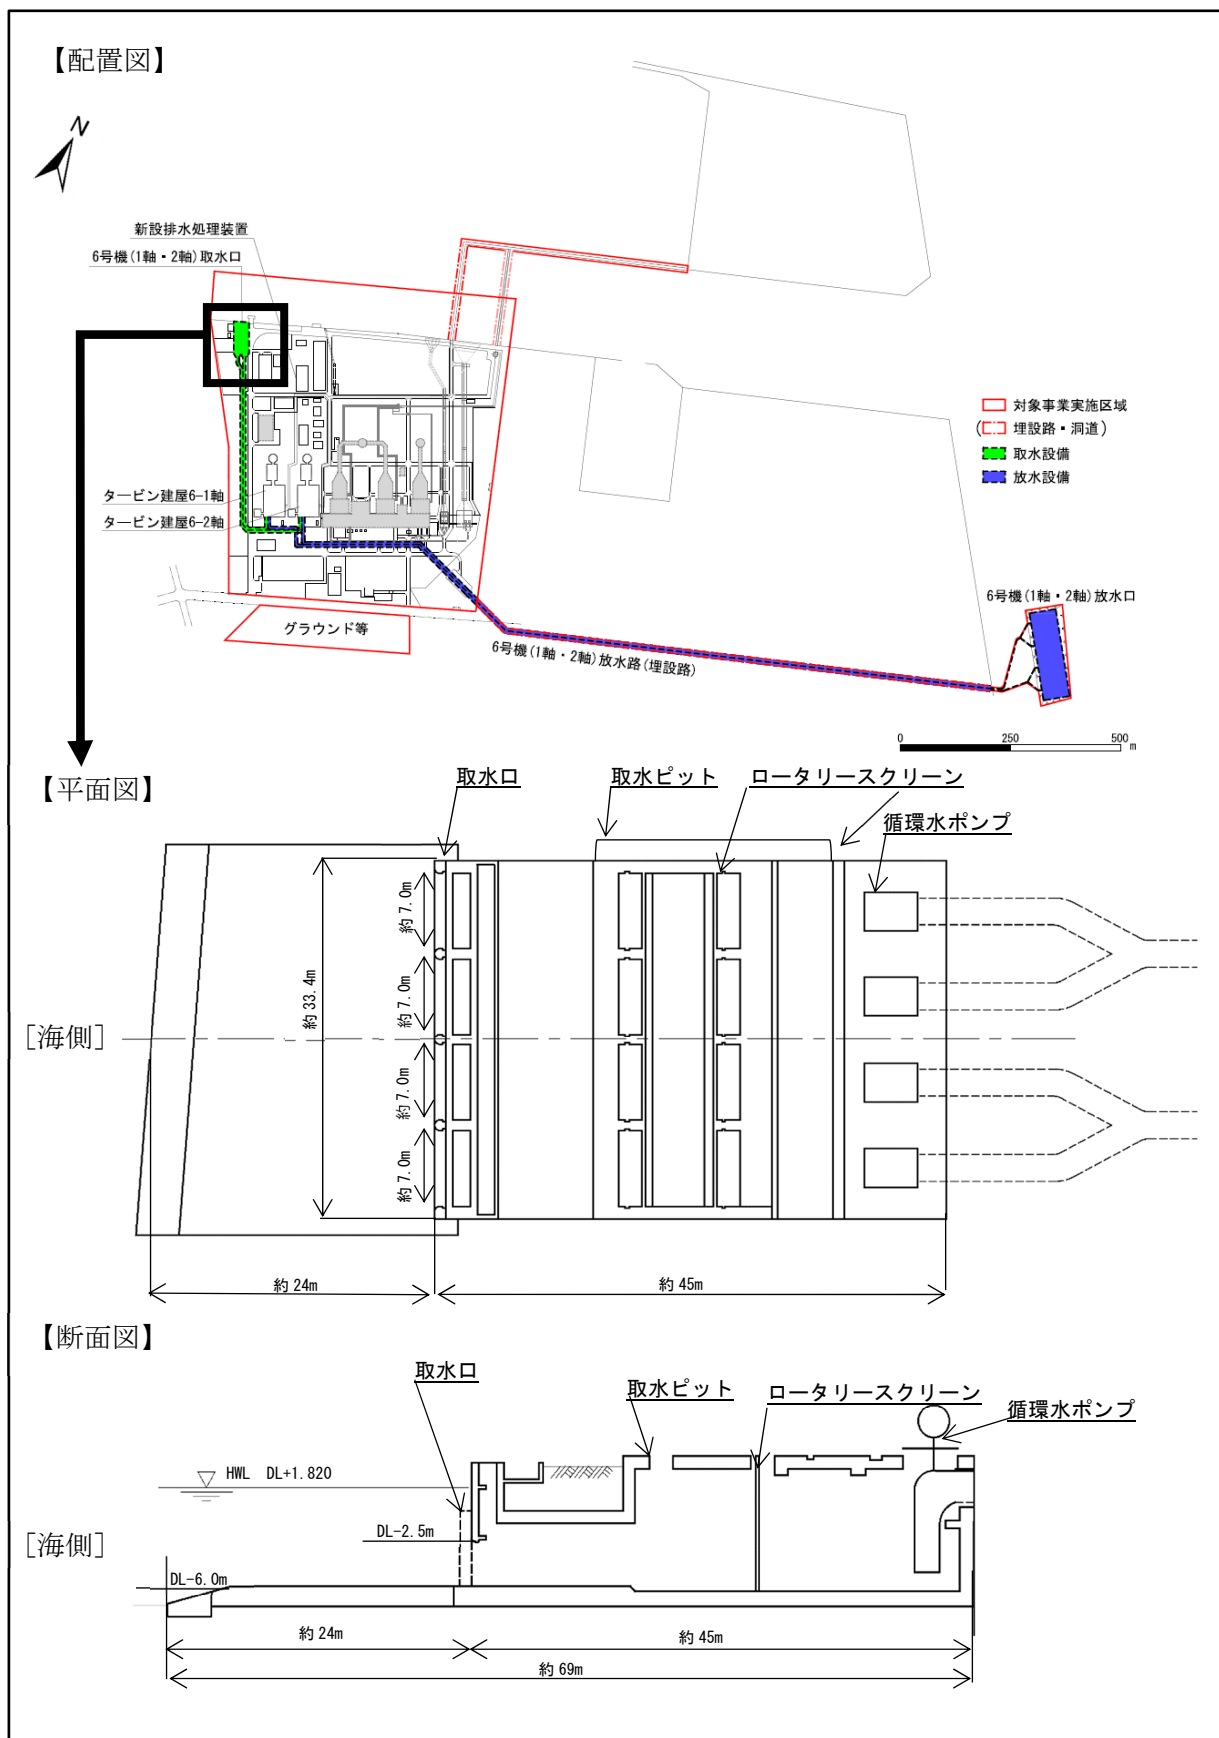 【配置図】
N
新設排水処理装置
6号機(1軸・2軸)取水口
対象事業実施区域
(埋設路・洞道)
取水設備
放水設備
タービン建屋6-1軸
タービン建屋6-2軸
6号機(1軸・2軸)放水口
グラウンド等
6号機(1軸・2軸)放水路(埋設路)
0 250 500
m
【平面図】
取水口
取水ピット
ロータリースクリーン
循環水ポンプ
約7.0m
約7.0m
約33.4m
[海側]
約7.0m
約7.0m
約24m
約45m
【断面図】
取水口
取水ピット
ロータリースクリーン
循環水ポンプ
HWL DL+1.820
DL-2.5m
[海側]
DL-6.0m
約24m
約45m
約69m